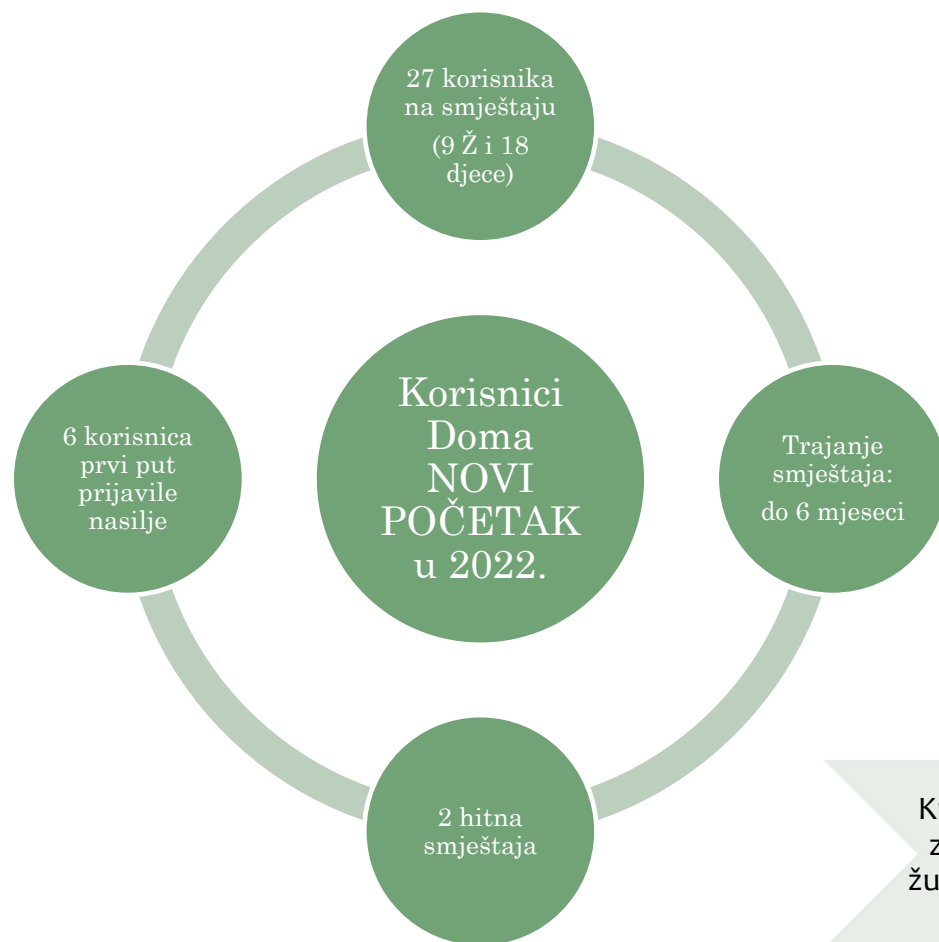 27 korisnika
na smještaju
(9 Ž i 18
djece)
6 korisnica
prvi put
prijavile
nasilje
Korisnici
Doma
NOVI
POČETAK
u 2022.
Trajanje
smještaja:
do 6 mjeseci
2 hitna
smještaja